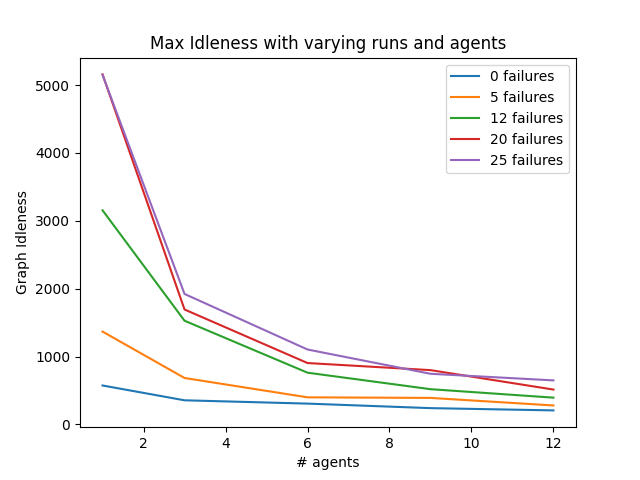 Max Idleness with varying runs and agents
0 failures
5 failures
12 failures
20 failures
25 failures
Graph Idleness
5000
4000
3000
2000
1000
0
2 4 6 8 10 12
# agents